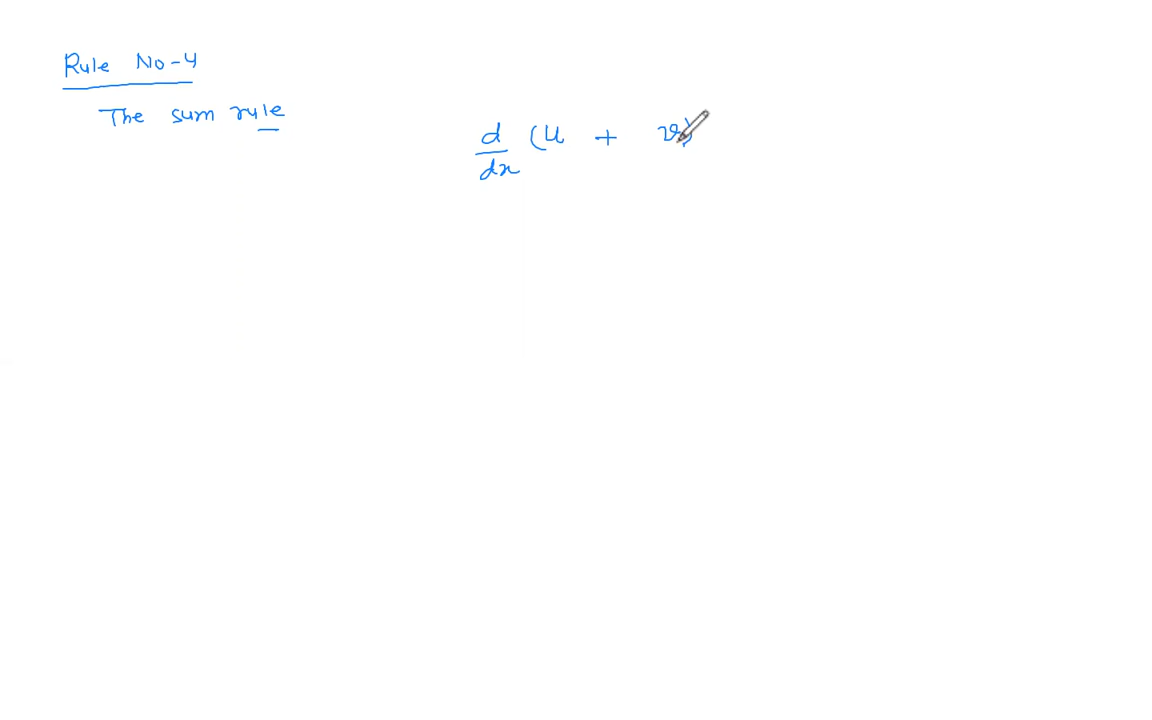 Rule No-4
The sum rule
d/dx (u + v)